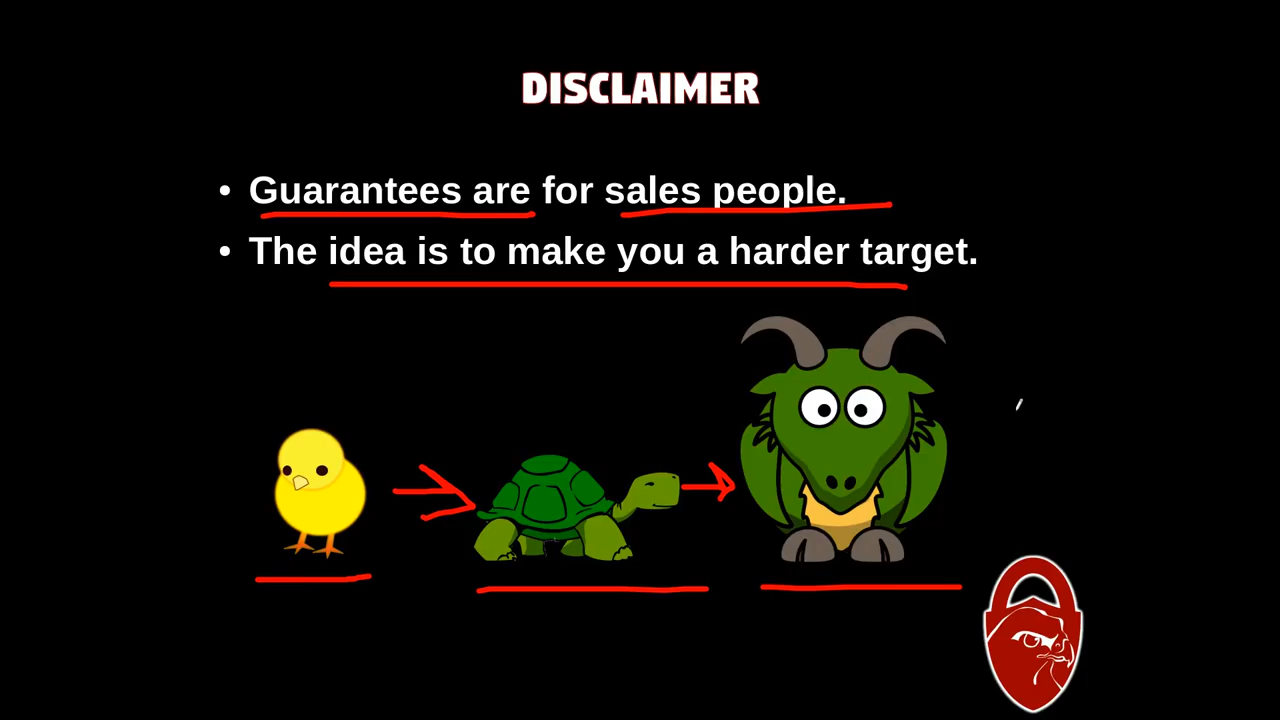 DISCLAIMER
• Guarantees are for sales people.
• The idea is to make you a harder target.